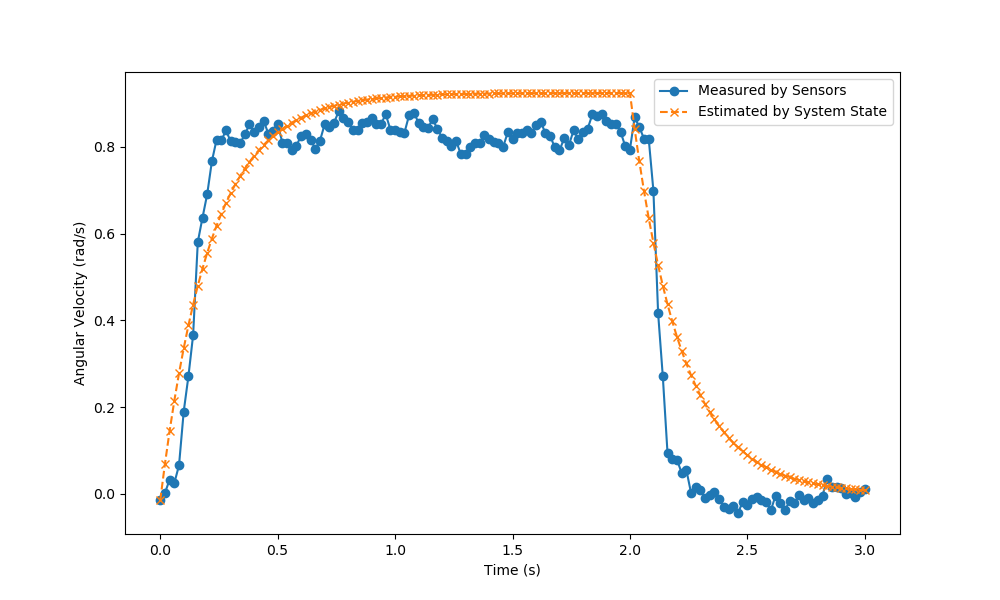 Measured by Sensors
Estimated by System State
Angular Velocity (rad/s)
0.8
0.6
0.4
0.2
0.0
0.0 0.5 1.0 1.5 2.0 2.5 3.0
Time (s)